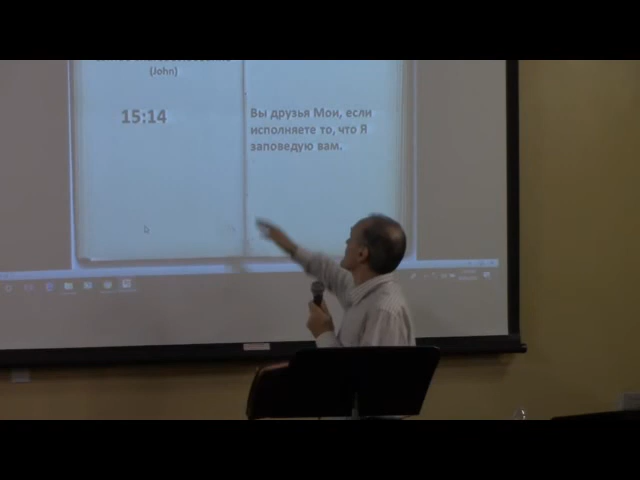 (John)
15:14
Вы друзья Мои, если
исполняете то, что Я
заповедую вам.